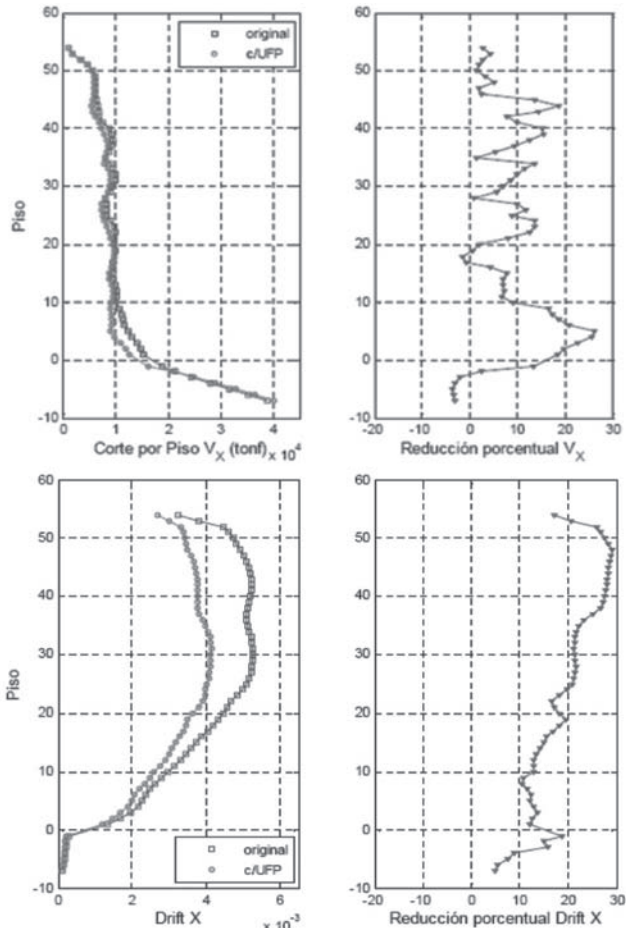 60
50
40
30
20
10
0
-10
Piso
original
c/UFP
0 1 2 3 4
Corte por Piso V_X (tonf) x 10^4
60
50
40
30
20
10
0
-10
-20 -10 0 10 20 30
Reducción porcentual V_X
60
50
40
30
20
10
0
-10
Piso
original
c/UFP
0 2 4 6
Drift X x 10^-3
60
50
40
30
20
10
0
-10
-20 -10 0 10 20 30
Reducción porcentual Drift X